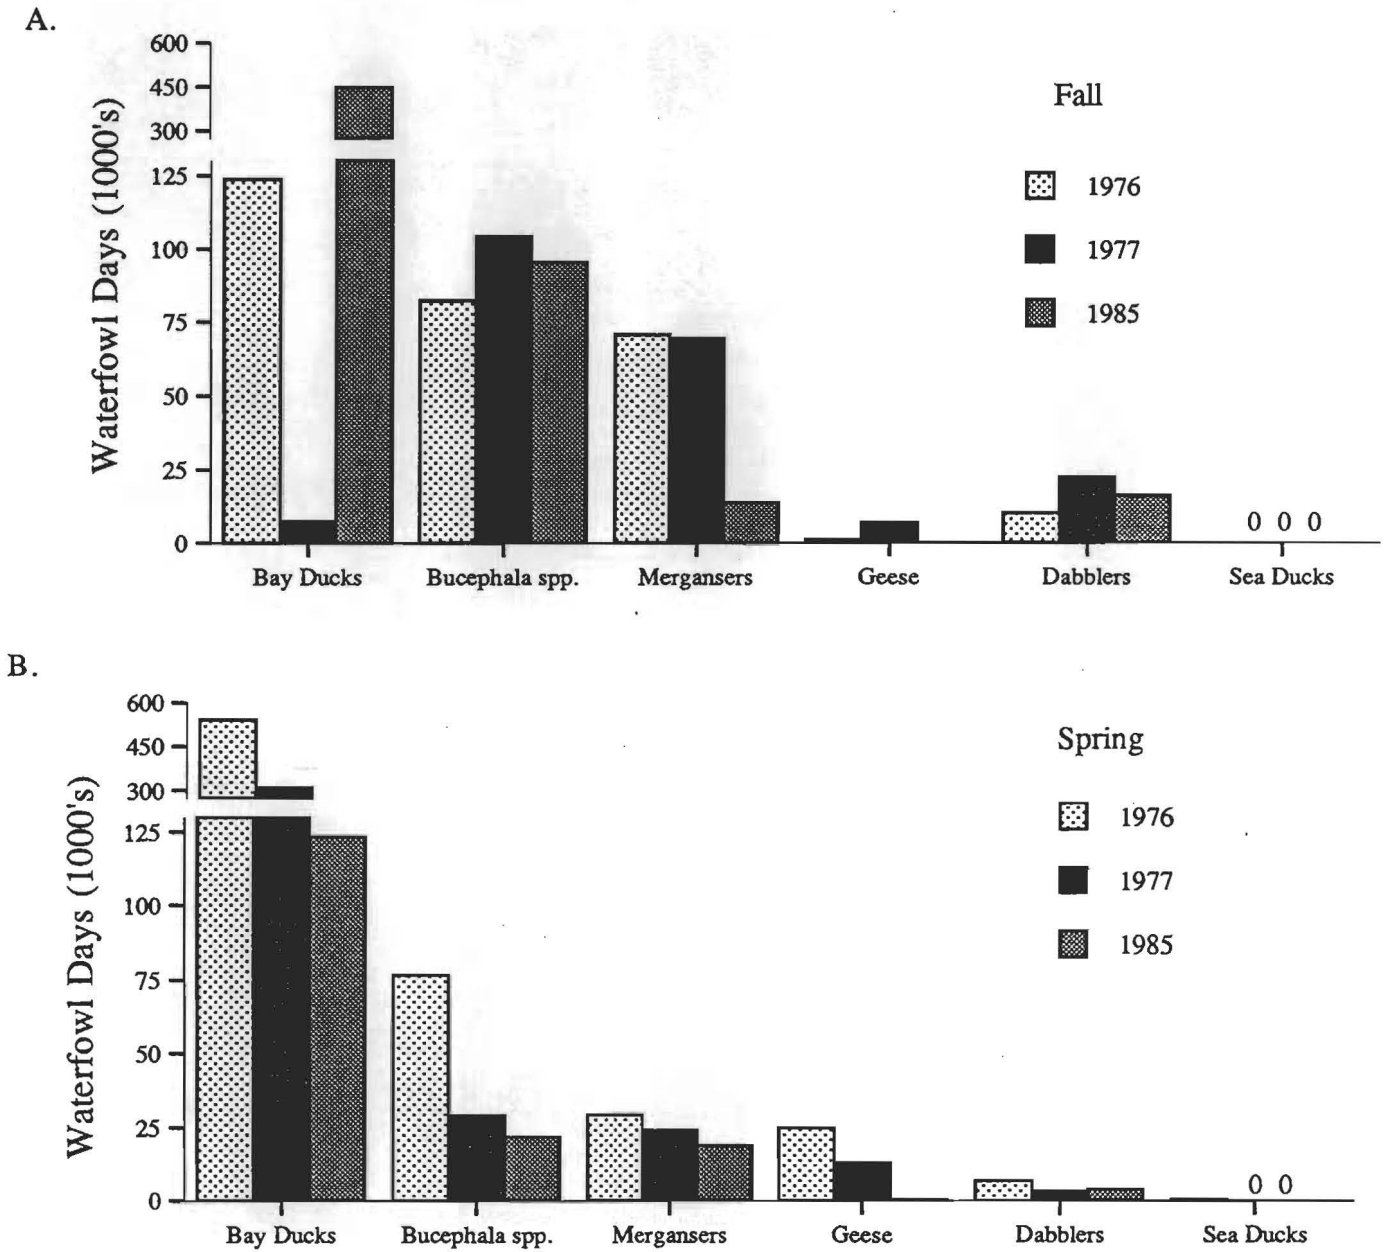 A.
600
450
300
125
100
75
50
25
0
Waterfowl Days (1000's)
Fall
1976
1977
1985
0 0 0
Bay Ducks Bucephala spp. Mergansers Geese Dabblers Sea Ducks
B.
600
450
300
125
100
75
50
25
0
Waterfowl Days (1000's)
Spring
1976
1977
1985
0 0
Bay Ducks Bucephala spp. Mergansers Geese Dabblers Sea Ducks